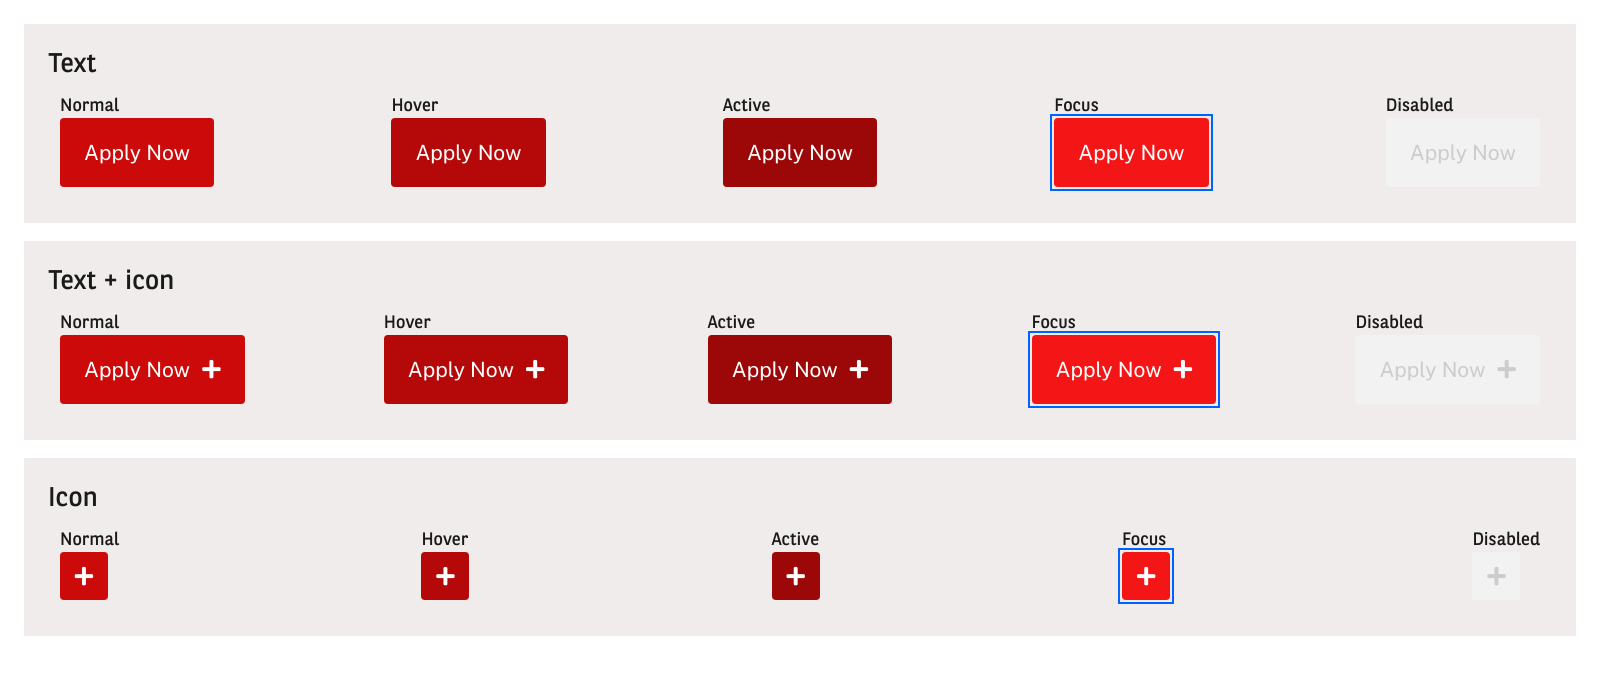 Text
Normal Hover Active Focus Disabled
Apply Now Apply Now Apply Now Apply Now Apply Now
Text + icon
Normal Hover Active Focus Disabled
Apply Now Apply Now Apply Now Apply Now Apply Now
Icon
Normal Hover Active Focus Disabled